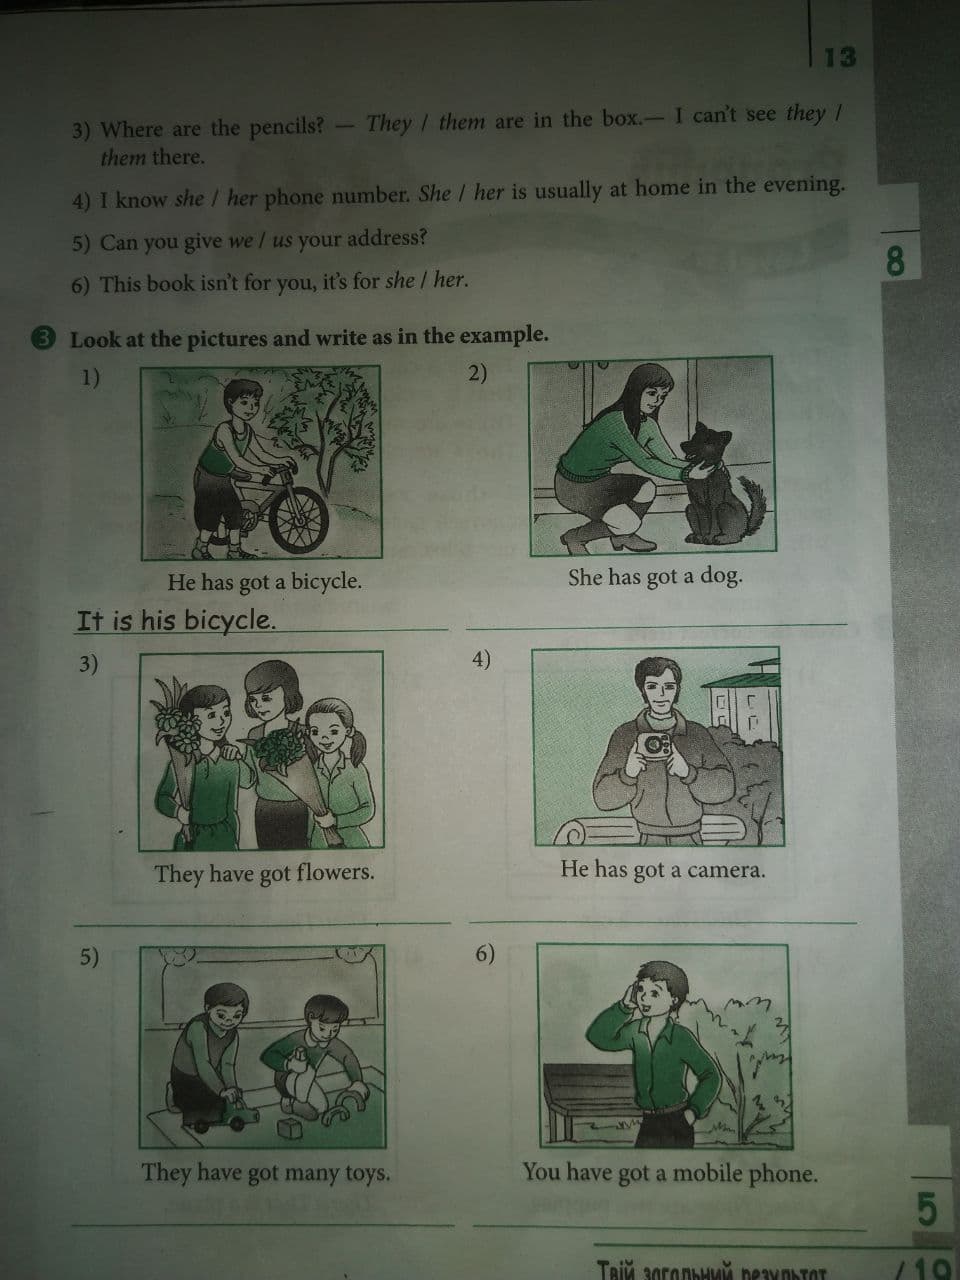 13
3) Where are the pencils? — They / them are in the box.— I can't see they /
them there.
4) I know she / her phone number. She / her is usually at home in the evening.
5) Can you give we / us your address?
6) This book isn't for you, it's for she / her.
8
3 Look at the pictures and write as in the example.
1)
2)
He has got a bicycle.
She has got a dog.
It is his bicycle.
3)
4)
They have got flowers.
He has got a camera.
5)
6)
They have got many toys.
You have got a mobile phone.
5
Твій загальний результат /19